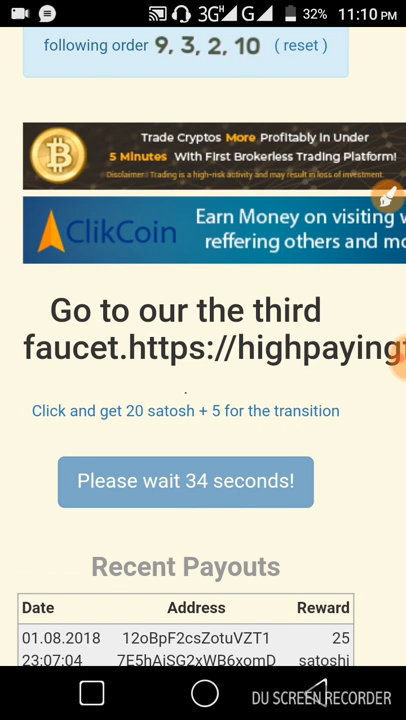 3G H G 32% 11:10 PM
following order 9, 3, 2, 10 ( reset )
Trade Cryptos More Profitably In Under
5 Minutes With First Brokerless Trading Platform!
Disclaimer : Trading is a high-risk activity and may result in loss of investment.
ClikCoin
Earn Money on visiting w
reffering others and mo
Go to our the third
faucet.https://highpaying
.
Click and get 20 satosh + 5 for the transition
Please wait 34 seconds!
Recent Payouts
Date Address Reward
01.08.2018 12oBpF2csZotuVZT1 25
23:07:04 7E5hAjSG2xWB6xomD satoshi
DU SCREEN RECORDER